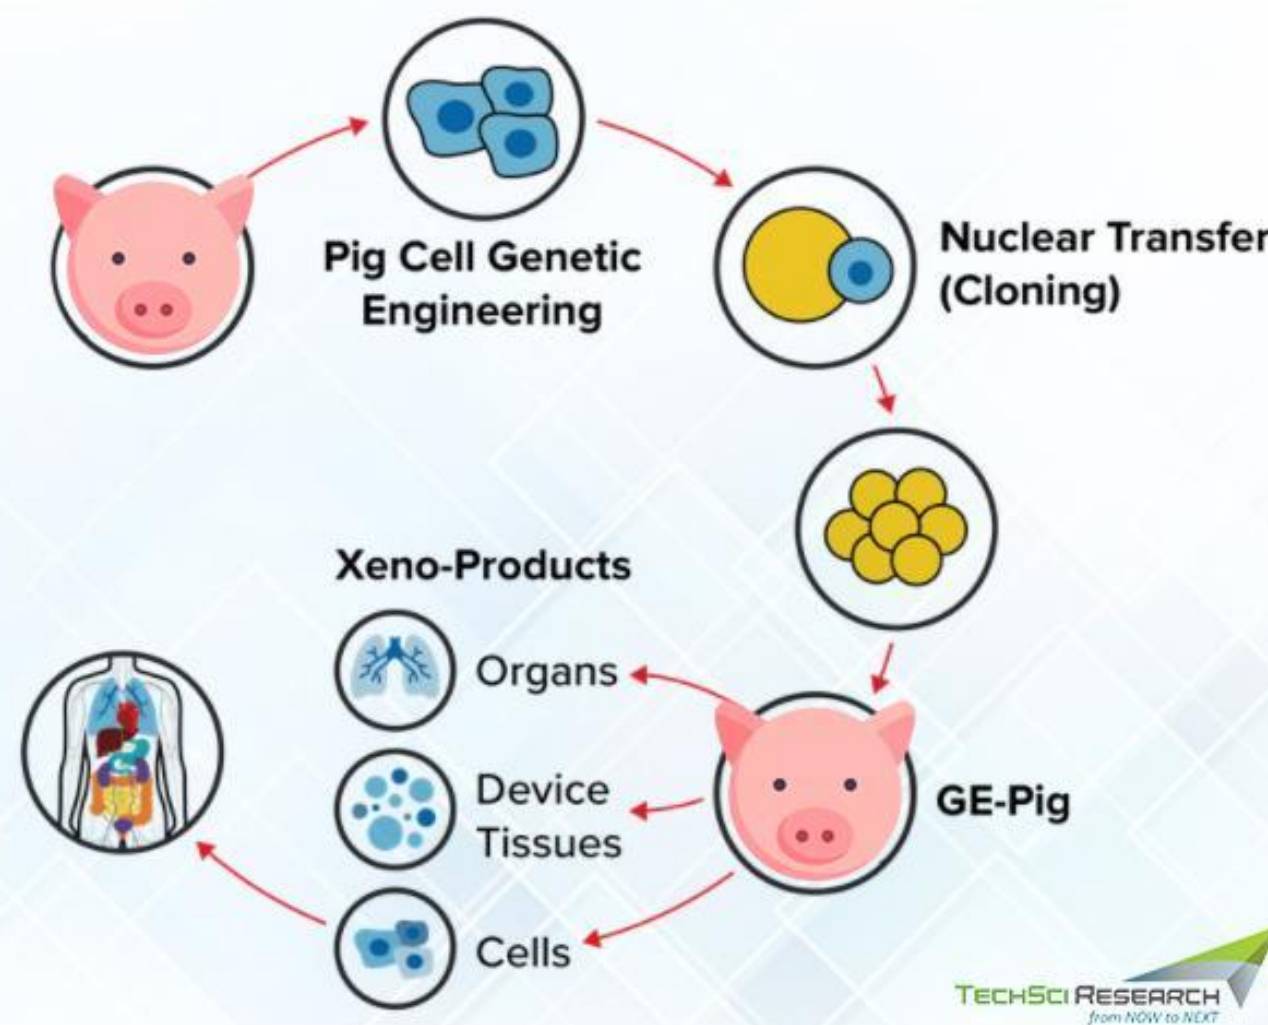 Pig Cell Genetic
Engineering
Nuclear Transfer
(Cloning)
Xeno-Products
Organs
Device
Tissues
GE-Pig
Cells
TECHSCI RESEARCH
from NOW to NEXT